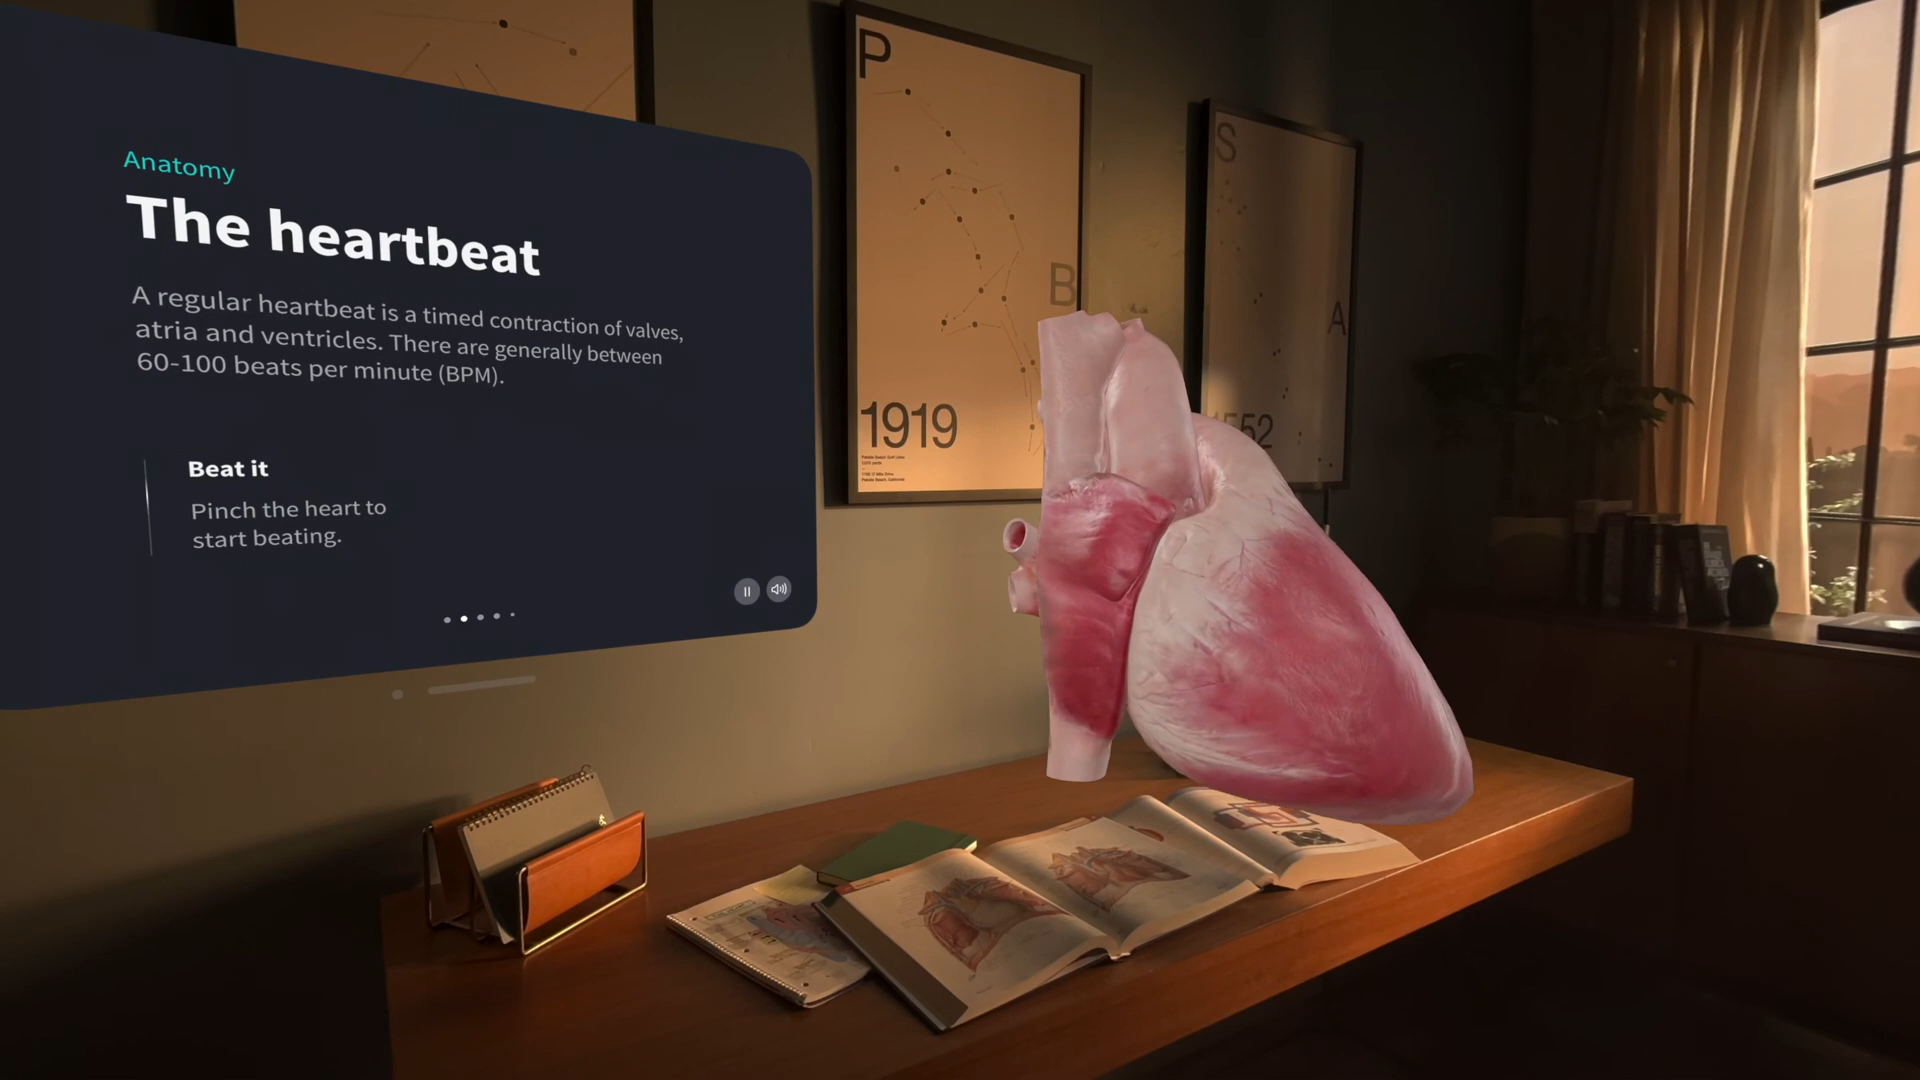 Anatomy
The heartbeat
A regular heartbeat is a timed contraction of valves,
atria and ventricles. There are generally between
60-100 beats per minute (BPM).
Beat it
Pinch the heart to
start beating.
P
B
1919
S
A
1552